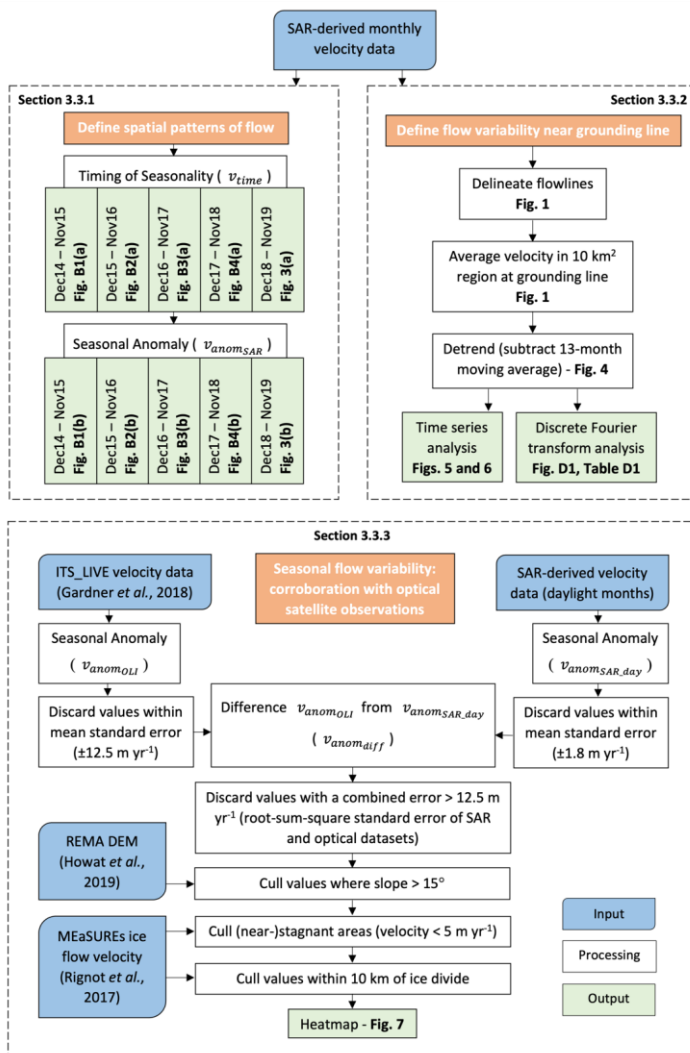 SAR-derived monthly
velocity data
Section 3.3.1
Define spatial patterns of flow
Timing of Seasonality ( v_time )
Dec14 – Nov15
Fig. B1(a)
Dec15 – Nov16
Fig. B2(a)
Dec16 – Nov17
Fig. B3(a)
Dec17 – Nov18
Fig. B4(a)
Dec18 – Nov19
Fig. 3(a)
Seasonal Anomaly ( v_anom_SAR )
Dec14 – Nov15
Fig. B1(b)
Dec15 – Nov16
Fig. B2(b)
Dec16 – Nov17
Fig. B3(b)
Dec17 – Nov18
Fig. B4(b)
Dec18 – Nov19
Fig. 3(b)
Section 3.3.2
Define flow variability near grounding line
Delineate flowlines
Fig. 1
Average velocity in 10 km²
region at grounding line
Fig. 1
Detrend (subtract 13-month
moving average) - Fig. 4
Time series
analysis
Figs. 5 and 6
Discrete Fourier
transform analysis
Fig. D1, Table D1
Section 3.3.3
ITS_LIVE velocity data
(Gardner et al., 2018)
Seasonal flow variability:
corroboration with optical
satellite observations
SAR-derived velocity
data (daylight months)
Seasonal Anomaly
( v_anom_OLI )
Seasonal Anomaly
( v_anom_SAR_day )
Discard values within
mean standard error
(±12.5 m yr⁻¹)
Difference v_anom_OLI from v_anom_SAR_day
( v_anom_diff )
Discard values within
mean standard error
(±1.8 m yr⁻¹)
Discard values with a combined error > 12.5 m
yr⁻¹ (root-sum-square standard error of SAR
and optical datasets)
REMA DEM
(Howat et al.,
2019)
Cull values where slope > 15°
MEaSUREs ice
flow velocity
(Rignot et al.,
2017)
Cull (near-)stagnant areas (velocity < 5 m yr⁻¹)
Cull values within 10 km of ice divide
Heatmap - Fig. 7
Input
Processing
Output